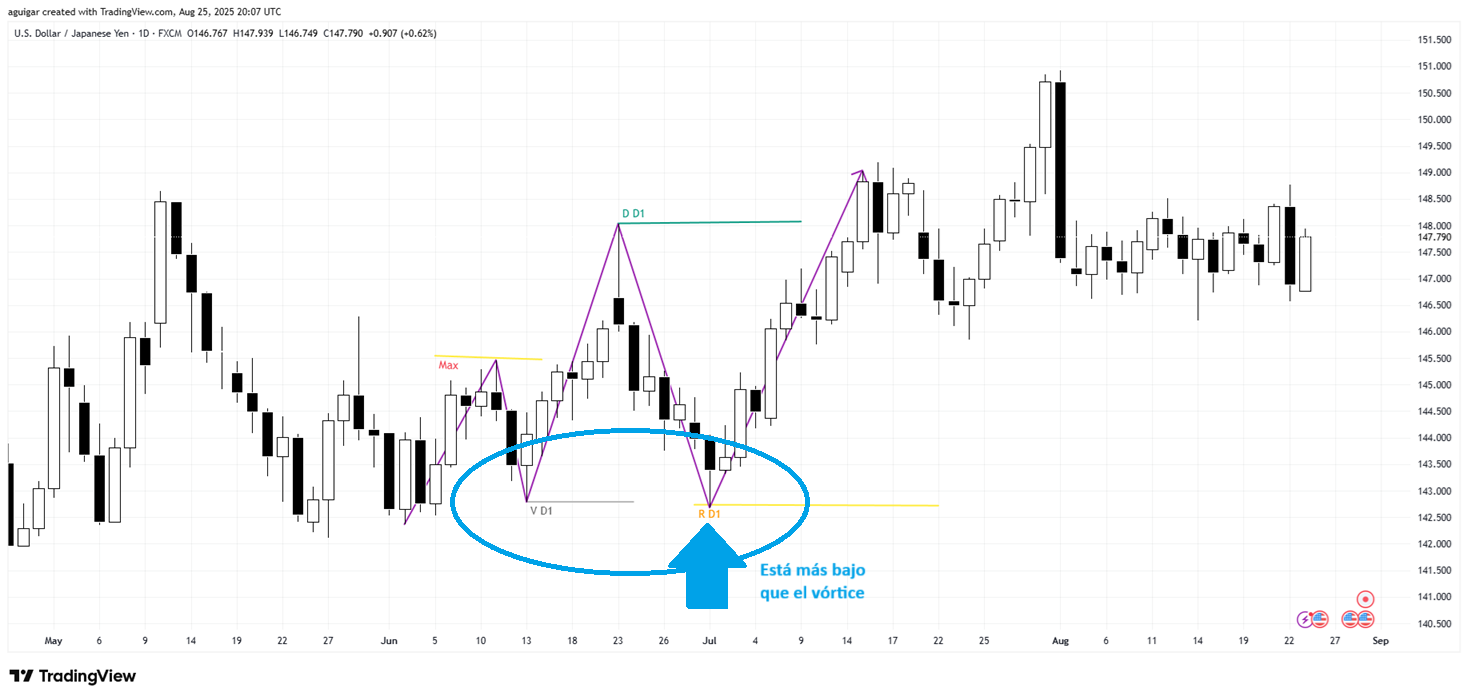 aguigar created with TradingView.com, Aug 25, 2025 20:07 UTC
U.S. Dollar / Japanese Yen · 1D · FXCM O146.767 H147.939 L146.749 C147.790 +0.907 (+0.62%)
151.500
151.000
150.500
150.000
149.500
149.000
148.500
148.000
147.790
147.500
147.000
146.500
146.000
145.500
145.000
144.500
144.000
143.500
143.000
142.500
142.000
141.500
141.000
140.500
D D1
Max
V D1
R D1
Está más bajo
que el vórtice
May 6 9 14 19 22 27 Jun 5 10 13 18 23 26 Jul 4 9 14 17 22 25 Aug 6 11 14 19 22 27 Sep
TradingView